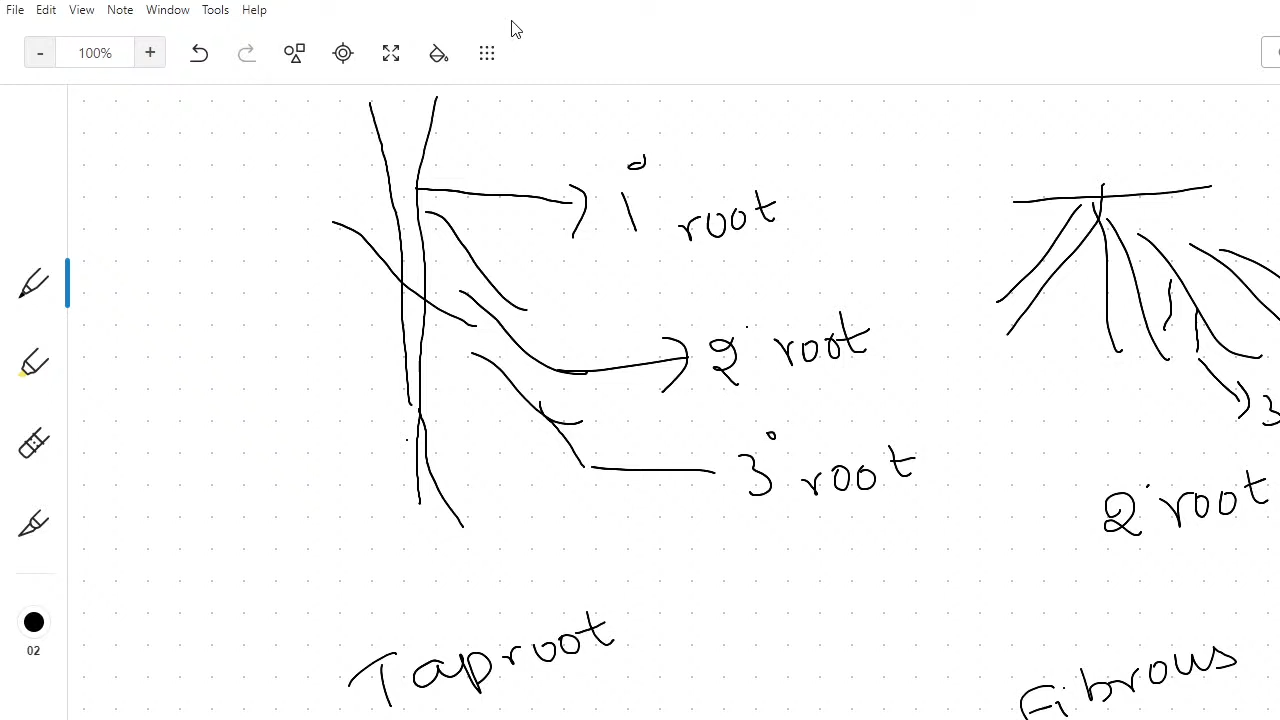 File Edit View Note Window Tools Help
- 100% +
1° root
2° root
3° root
Taproot
02
3
2° root
Fibrous